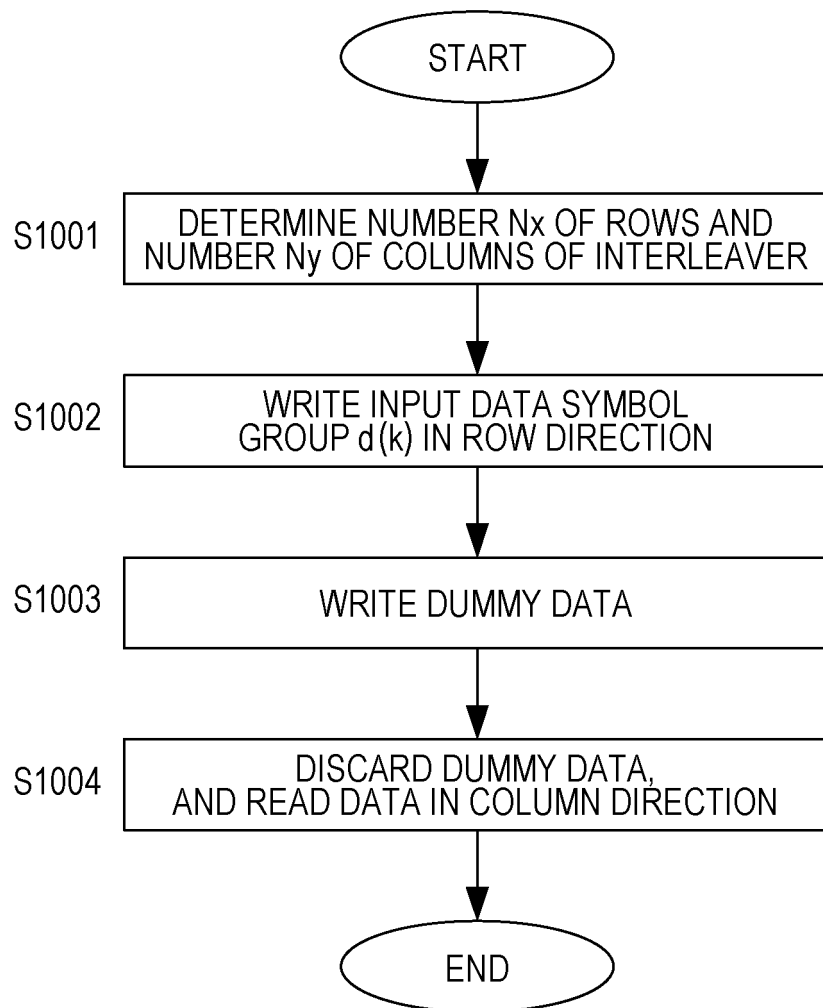 START
S1001
DETERMINE NUMBER Nx OF ROWS AND
NUMBER Ny OF COLUMNS OF INTERLEAVER
S1002
WRITE INPUT DATA SYMBOL
GROUP d(k) IN ROW DIRECTION
S1003
WRITE DUMMY DATA
S1004
DISCARD DUMMY DATA,
AND READ DATA IN COLUMN DIRECTION
END